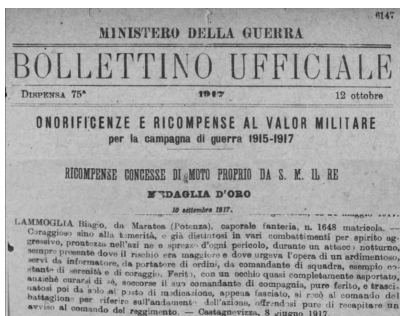 6147
MINISTERO DELLA GUERRA
BOLLETTINO UFFICIALE
DISPENSA 75ª 1917 12 ottobre
ONORIFICENZE E RICOMPENSE AL VALOR MILITARE
per la campagna di guerra 1915-1917
RICOMPENSE CONCESSE DI MOTO PROPRIO DA S. M. IL RE
MEDAGLIA D'ORO
10 settembre 1917.
LAMMOGLIA Biagio, da Maratea (Potenza), caporale fanteria, n. 1648 matricola. —
Coraggioso sino alla temerità, e già distintosi in vari combattimenti per spirito ag-
gressivo, prontezza nell'azi ne e sprezzo d'ogni pericolo, durante un attacco notturno,
sempre presente dove il rischio era maggiore e dove urgeva l'opera di un ardimentoso,
servì da informatore, da portatore di ordini, da comandante di squadra, esempio co-
stante di serenità e di coraggio. Ferito, con un occhio quasi completamente asportato,
anzichè curarsi di sè, soccorse il suo comandante di compagnia, pure ferito, e trasci-
natosi poi da solo al posto di medicazione, appena fasciato, si recò al comando del
battaglione per riferire sull'andamento dell'azione, offrendosi pure di recapitare un
avviso al comando del reggimento. — Castagnevizza, 8 giugno 1917.